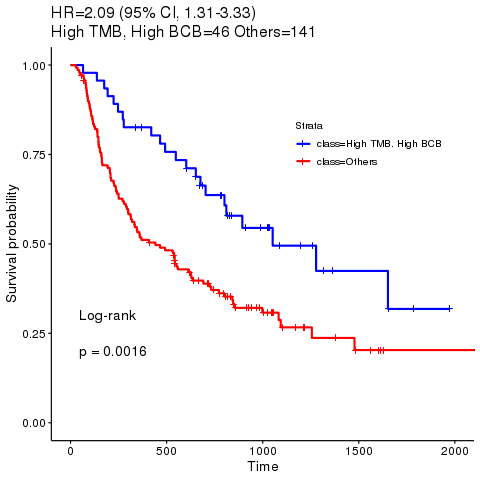 HR=2.09 (95% CI, 1.31-3.33)
High TMB, High BCB=46 Others=141
1.00
Strata
class=High TMB. High BCB
class=Others
0.75
Survival probability
0.50
Log-rank
0.25
p = 0.0016
0.00
0 500 1000 1500 2000
Time